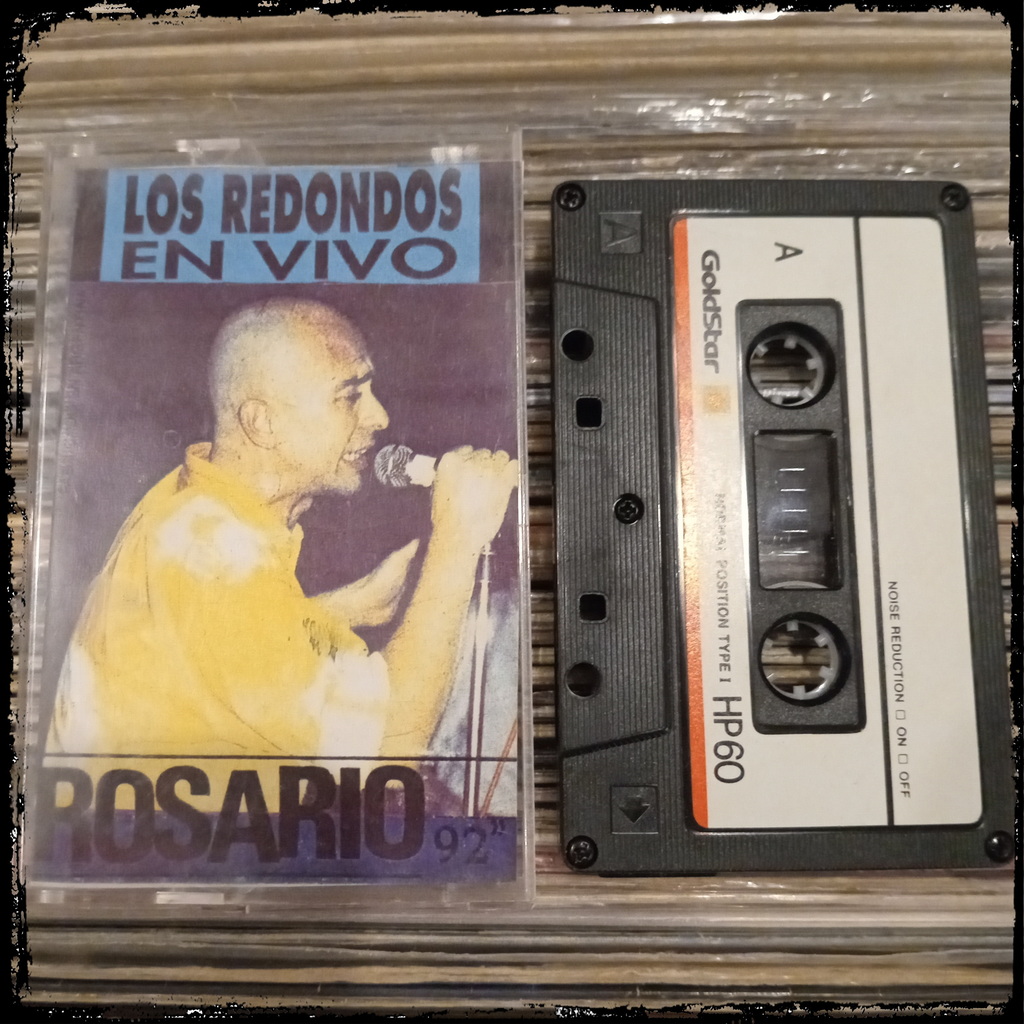 LOS REDONDOS
EN VIVO
ROSARIO 92"
A
A
GoldStar
NORMAL POSITION TYPE I HP60
NOISE REDUCTION □ ON □ OFF